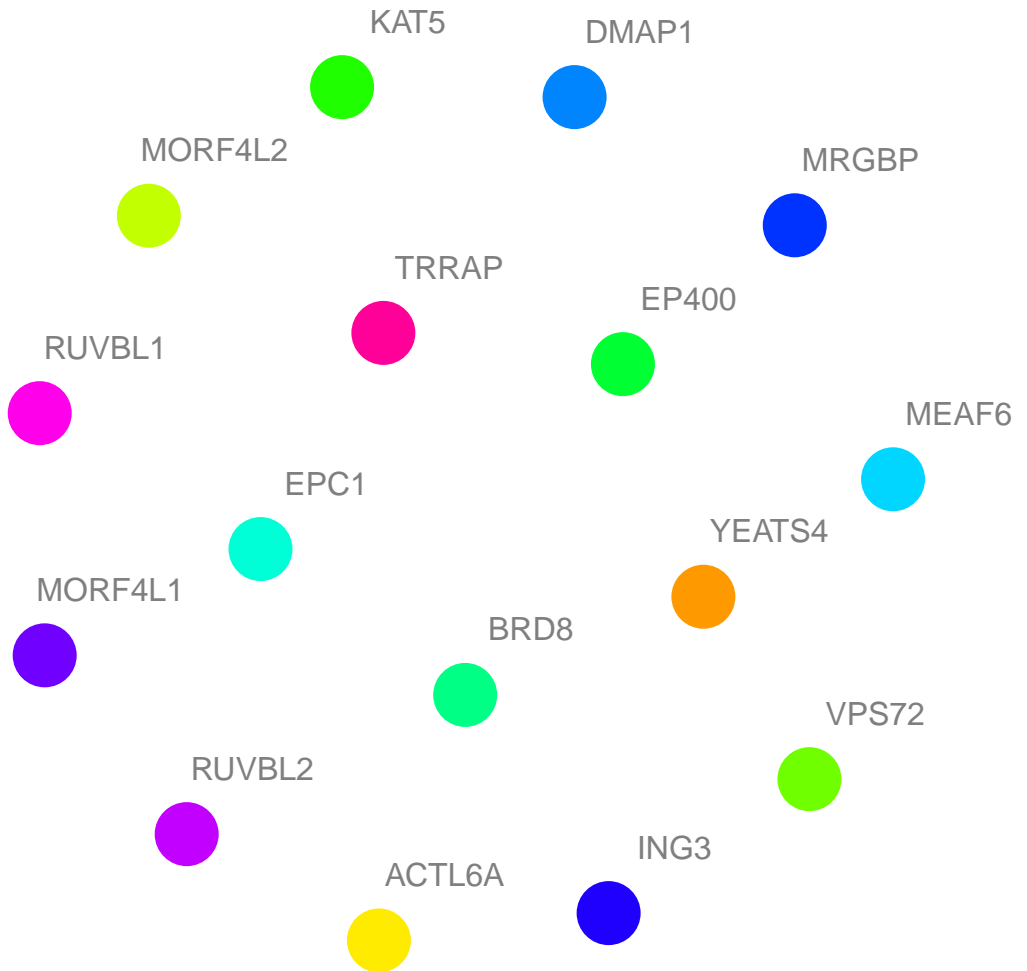 KAT5
DMAP1
MORF4L2
MRGBP
TRRAP
EP400
RUVBL1
MEAF6
EPC1
YEATS4
MORF4L1
BRD8
VPS72
RUVBL2
ING3
ACTL6A